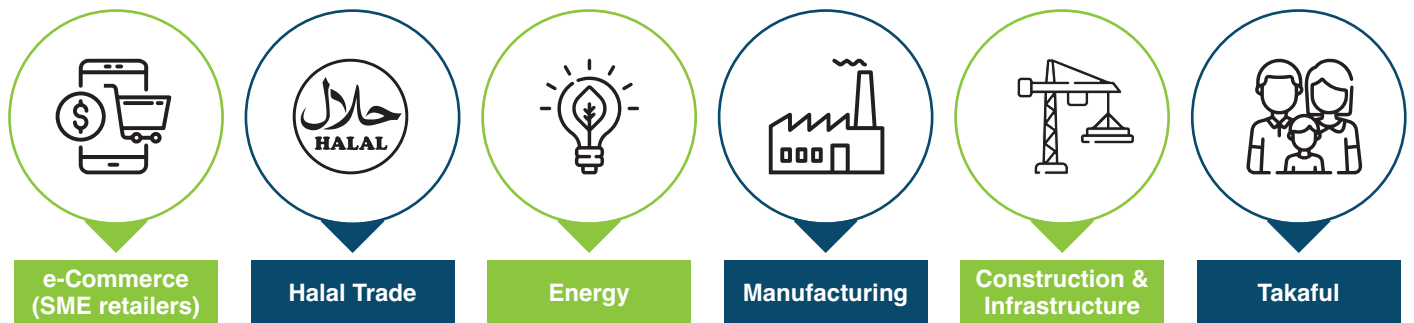 $
حلال
HALAL
e-Commerce
(SME retailers)
Halal Trade
Energy
Manufacturing
Construction &
Infrastructure
Takaful